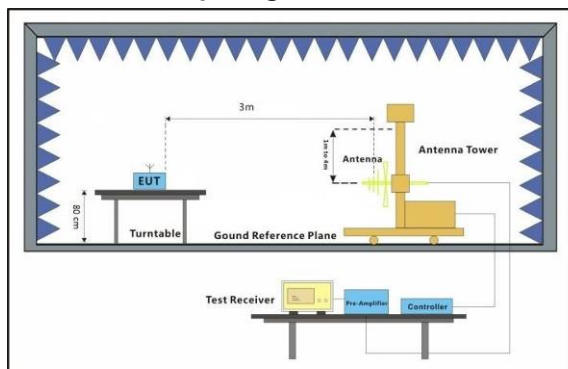 3m
1m to 4m
Antenna
Antenna Tower
EUT
80 cm
Turntable
Gound Reference Plane
Test Receiver
Pre-Amplifier
Controller